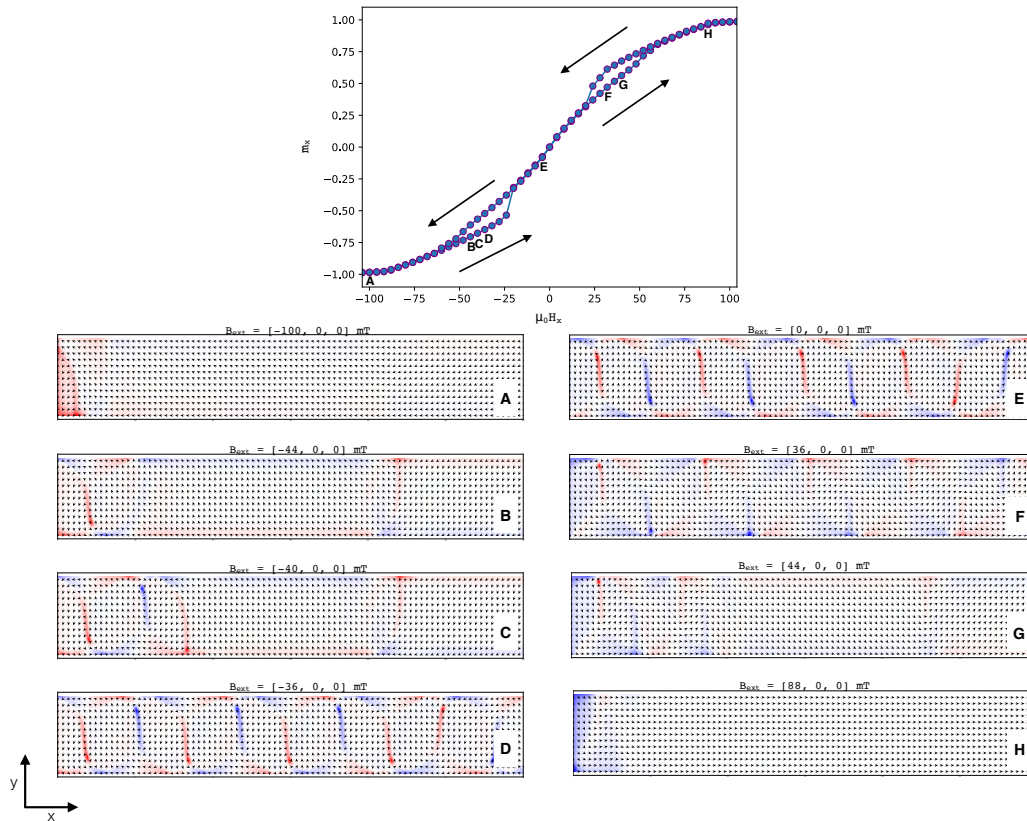 1.00
0.75
0.50
0.25
0.00
−0.25
−0.50
−0.75
−1.00
mₓ
H
G
F
E
D
C
B
A
−100 −75 −50 −25 0 25 50 75 100
μ₀Hₓ
Bₑₓₜ = [-100, 0, 0] mT
A
Bₑₓₜ = [-44, 0, 0] mT
B
Bₑₓₜ = [-40, 0, 0] mT
C
Bₑₓₜ = [-36, 0, 0] mT
D
Bₑₓₜ = [0, 0, 0] mT
E
Bₑₓₜ = [36, 0, 0] mT
F
Bₑₓₜ = [44, 0, 0] mT
G
Bₑₓₜ = [88, 0, 0] mT
H
y
x